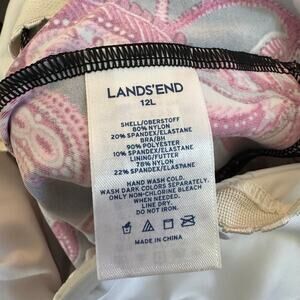 LANDS'END
12L
SHELL/OBERSTOFF
80% NYLON
20% SPANDEX/ELASTANE
BRA/BH
90% POLYESTER
10% SPANDEX/ELASTANE
LINING/FUTTER
78% NYLON
22% SPANDEX/ELASTANE
HAND WASH COLD.
WASH DARK COLORS SEPARATELY.
ONLY NON-CHLORINE BLEACH
WHEN NEEDED.
LINE DRY.
DO NOT IRON.
MADE IN CHINA